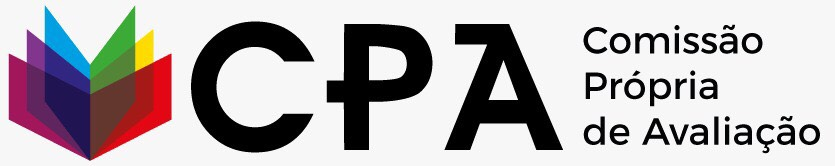 CPA
Comissão
Própria
de Avaliação